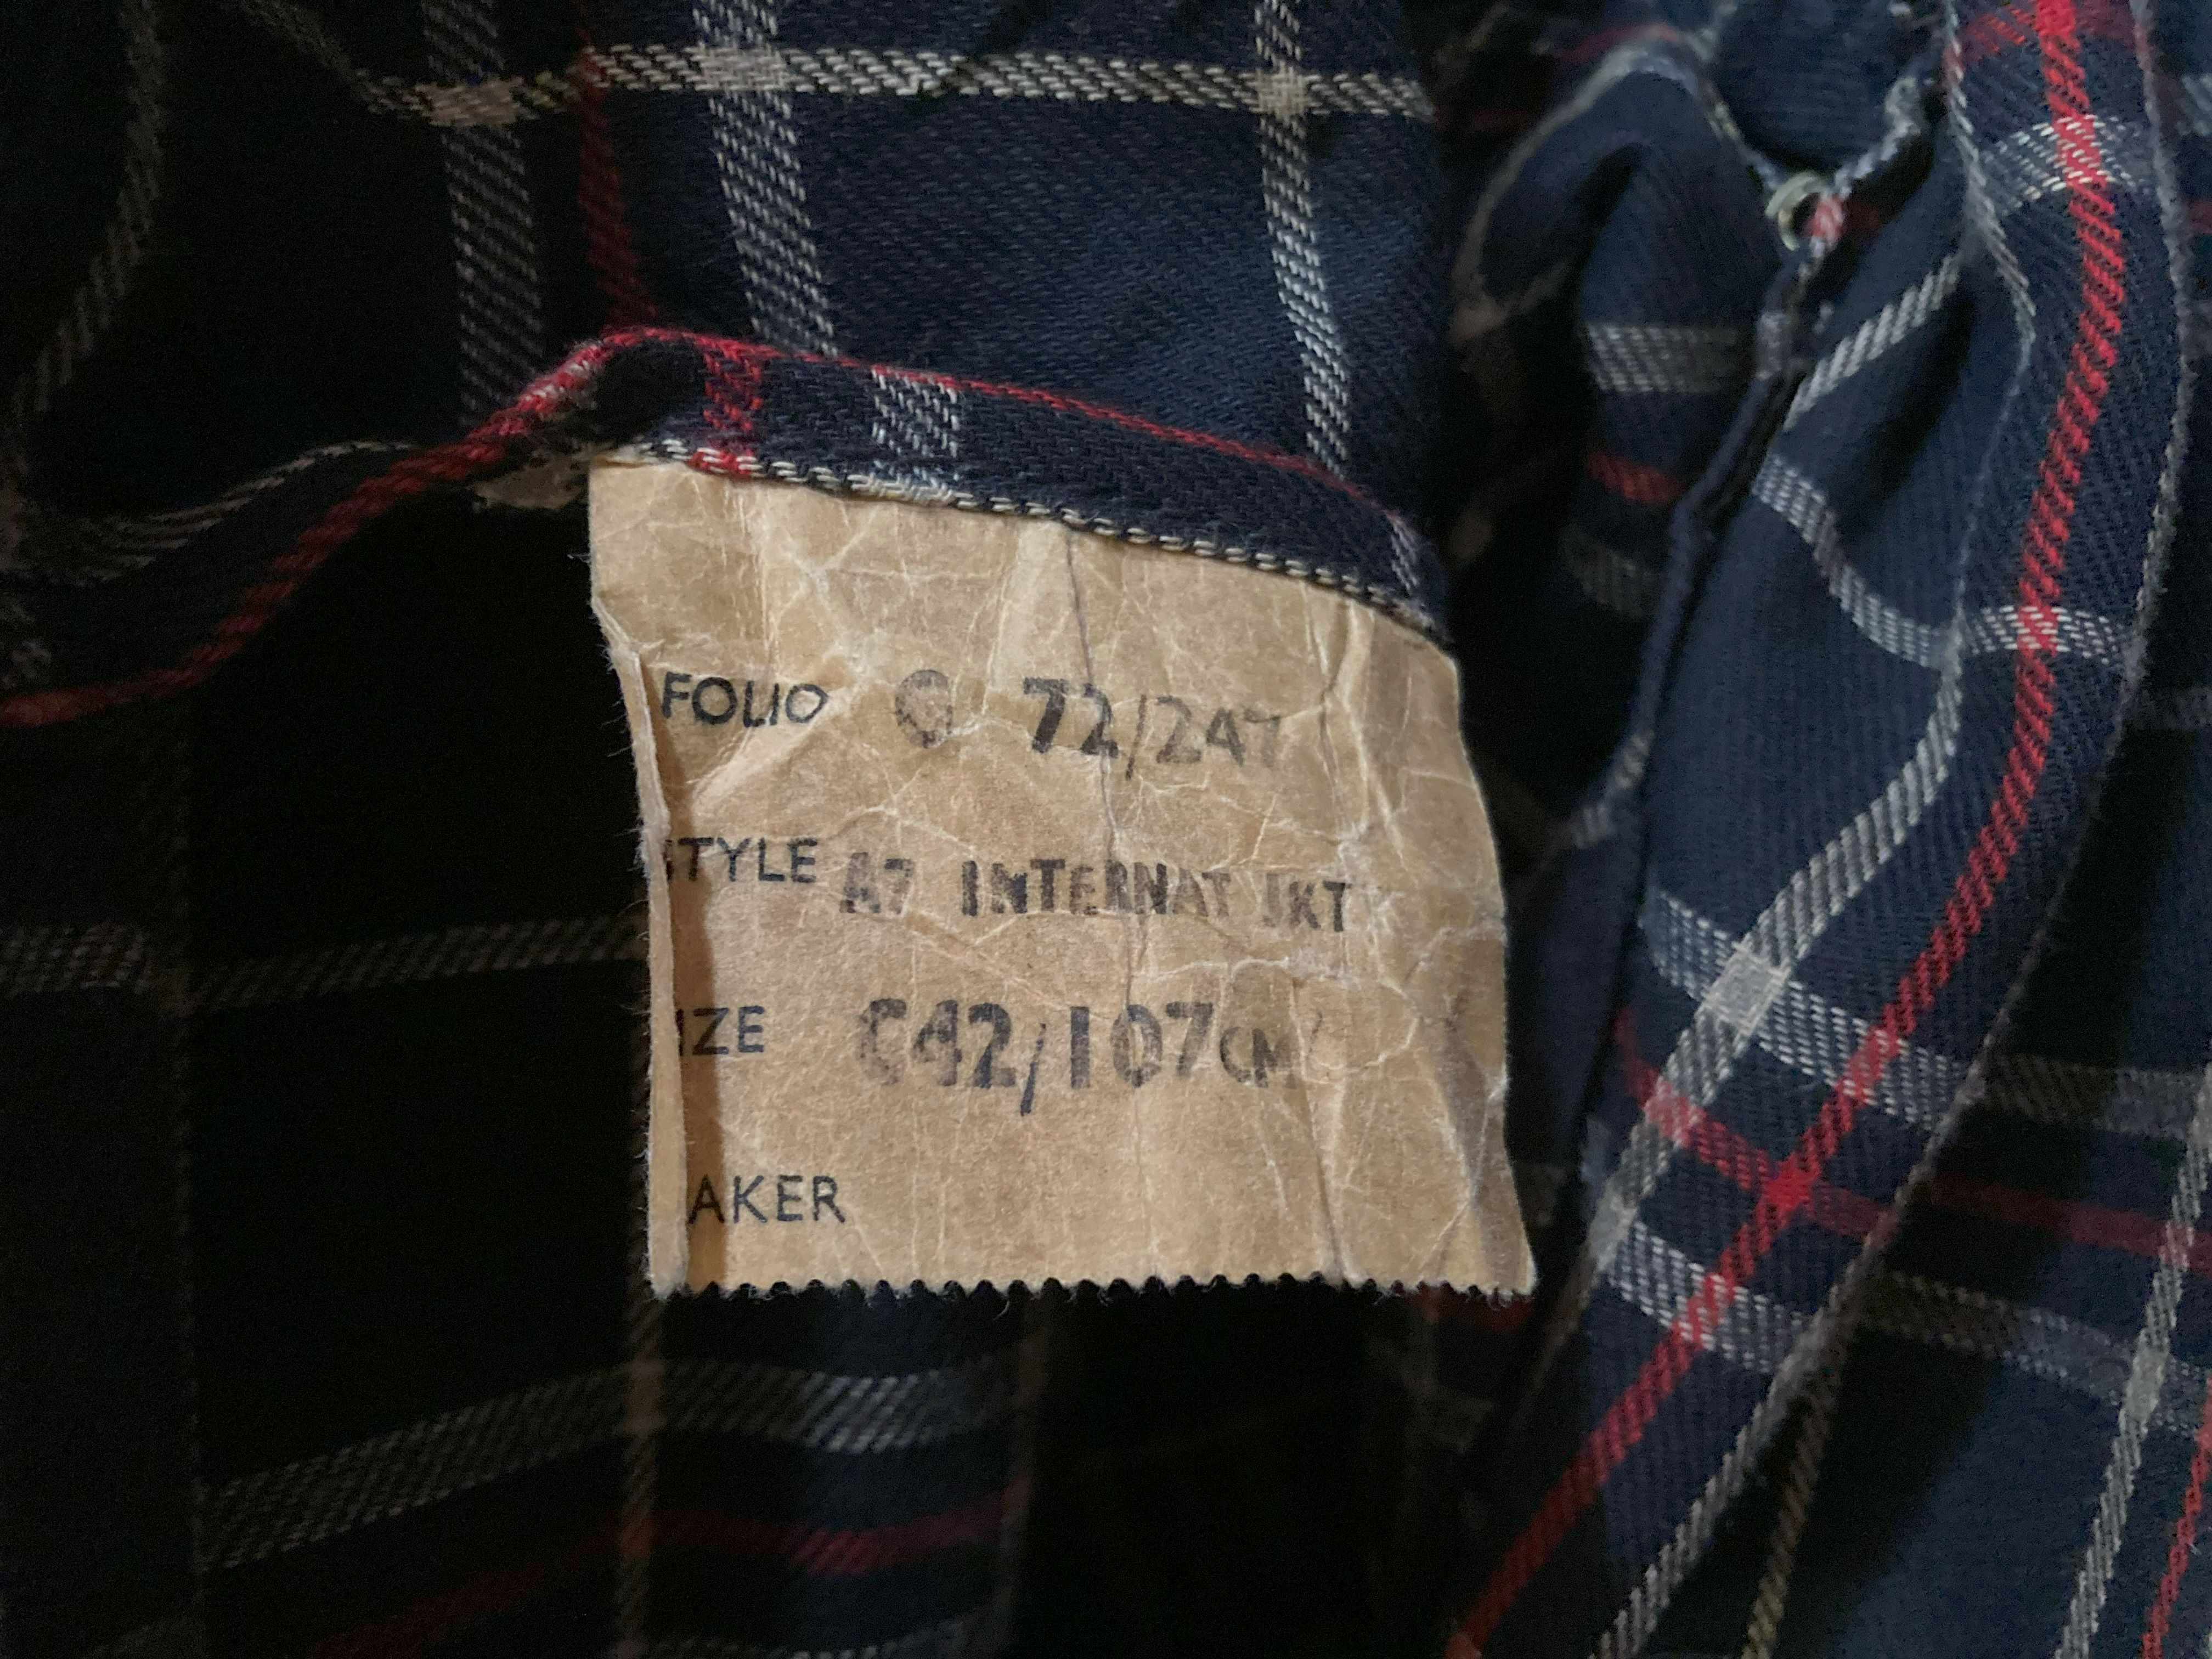 FOLIO 72/247
STYLE A7 INTERNAT JKT
IZE C42/107CM
AKER